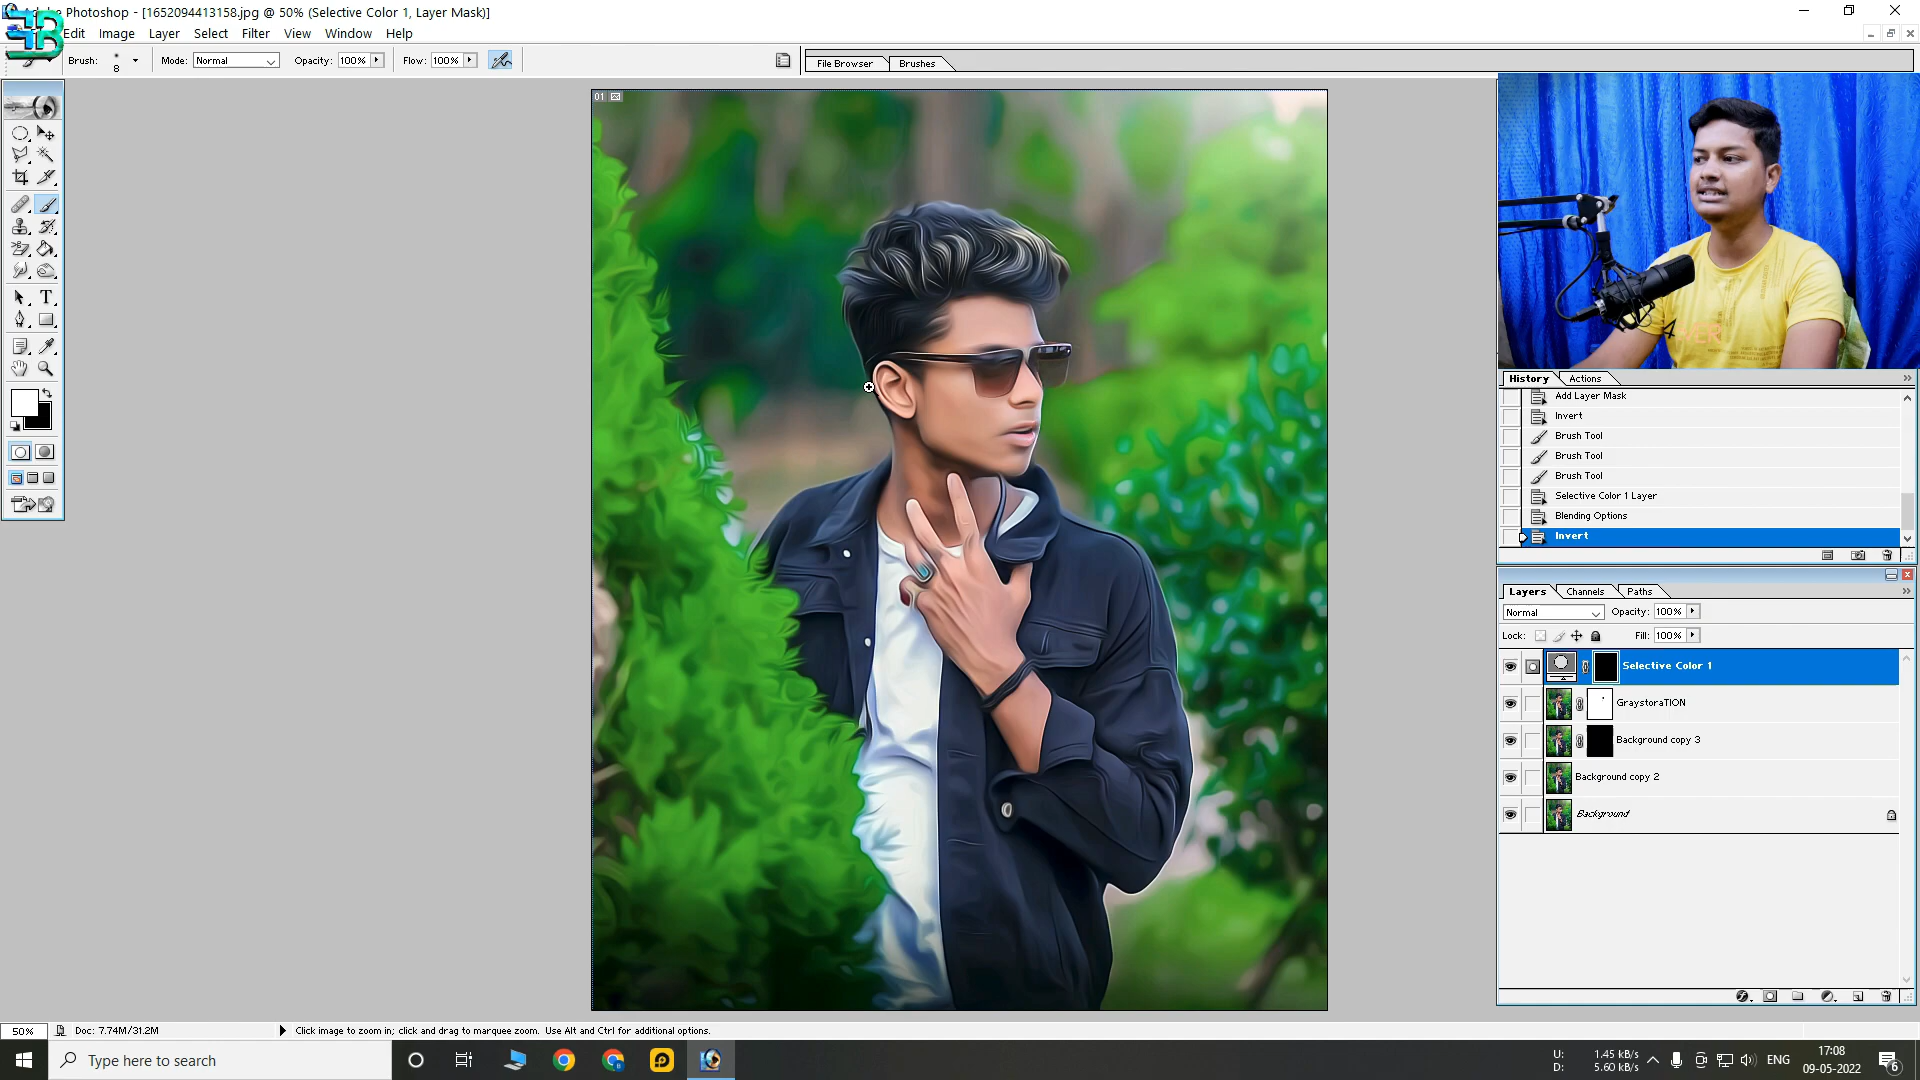 Adobe Photoshop - [1652094413158.jpg @ 50% (Selective Color 1, Layer Mask)]
Edit Image Layer Select Filter View Window Help
Brush: 8 Mode: Normal Opacity: 100% Flow: 100% File Browser Brushes
01
History Actions
Add Layer Mask
Invert
Brush Tool
Brush Tool
Brush Tool
Selective Color 1 Layer
Blending Options
Invert
Layers Channels Paths
Normal Opacity: 100%
Lock: Fill: 100%
Selective Color 1
GraystoraTION
Background copy 3
Background copy 2
Background
50% Doc: 7.74M/31.2M Click image to zoom in; click and drag to marquee zoom. Use Alt and Ctrl for additional options.
Type here to search
U: 1.45 kB/s
D: 5.60 kB/s
ENG
17:08
09-05-2022
6